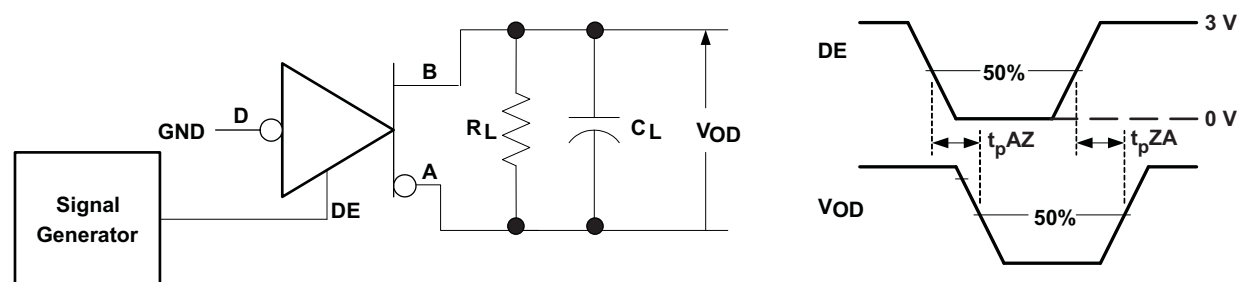 GND
D
B
A
DE
Signal
Generator
RL
CL
VOD
DE
50%
3 V
0 V
tpAZ
tpZA
VOD
50%